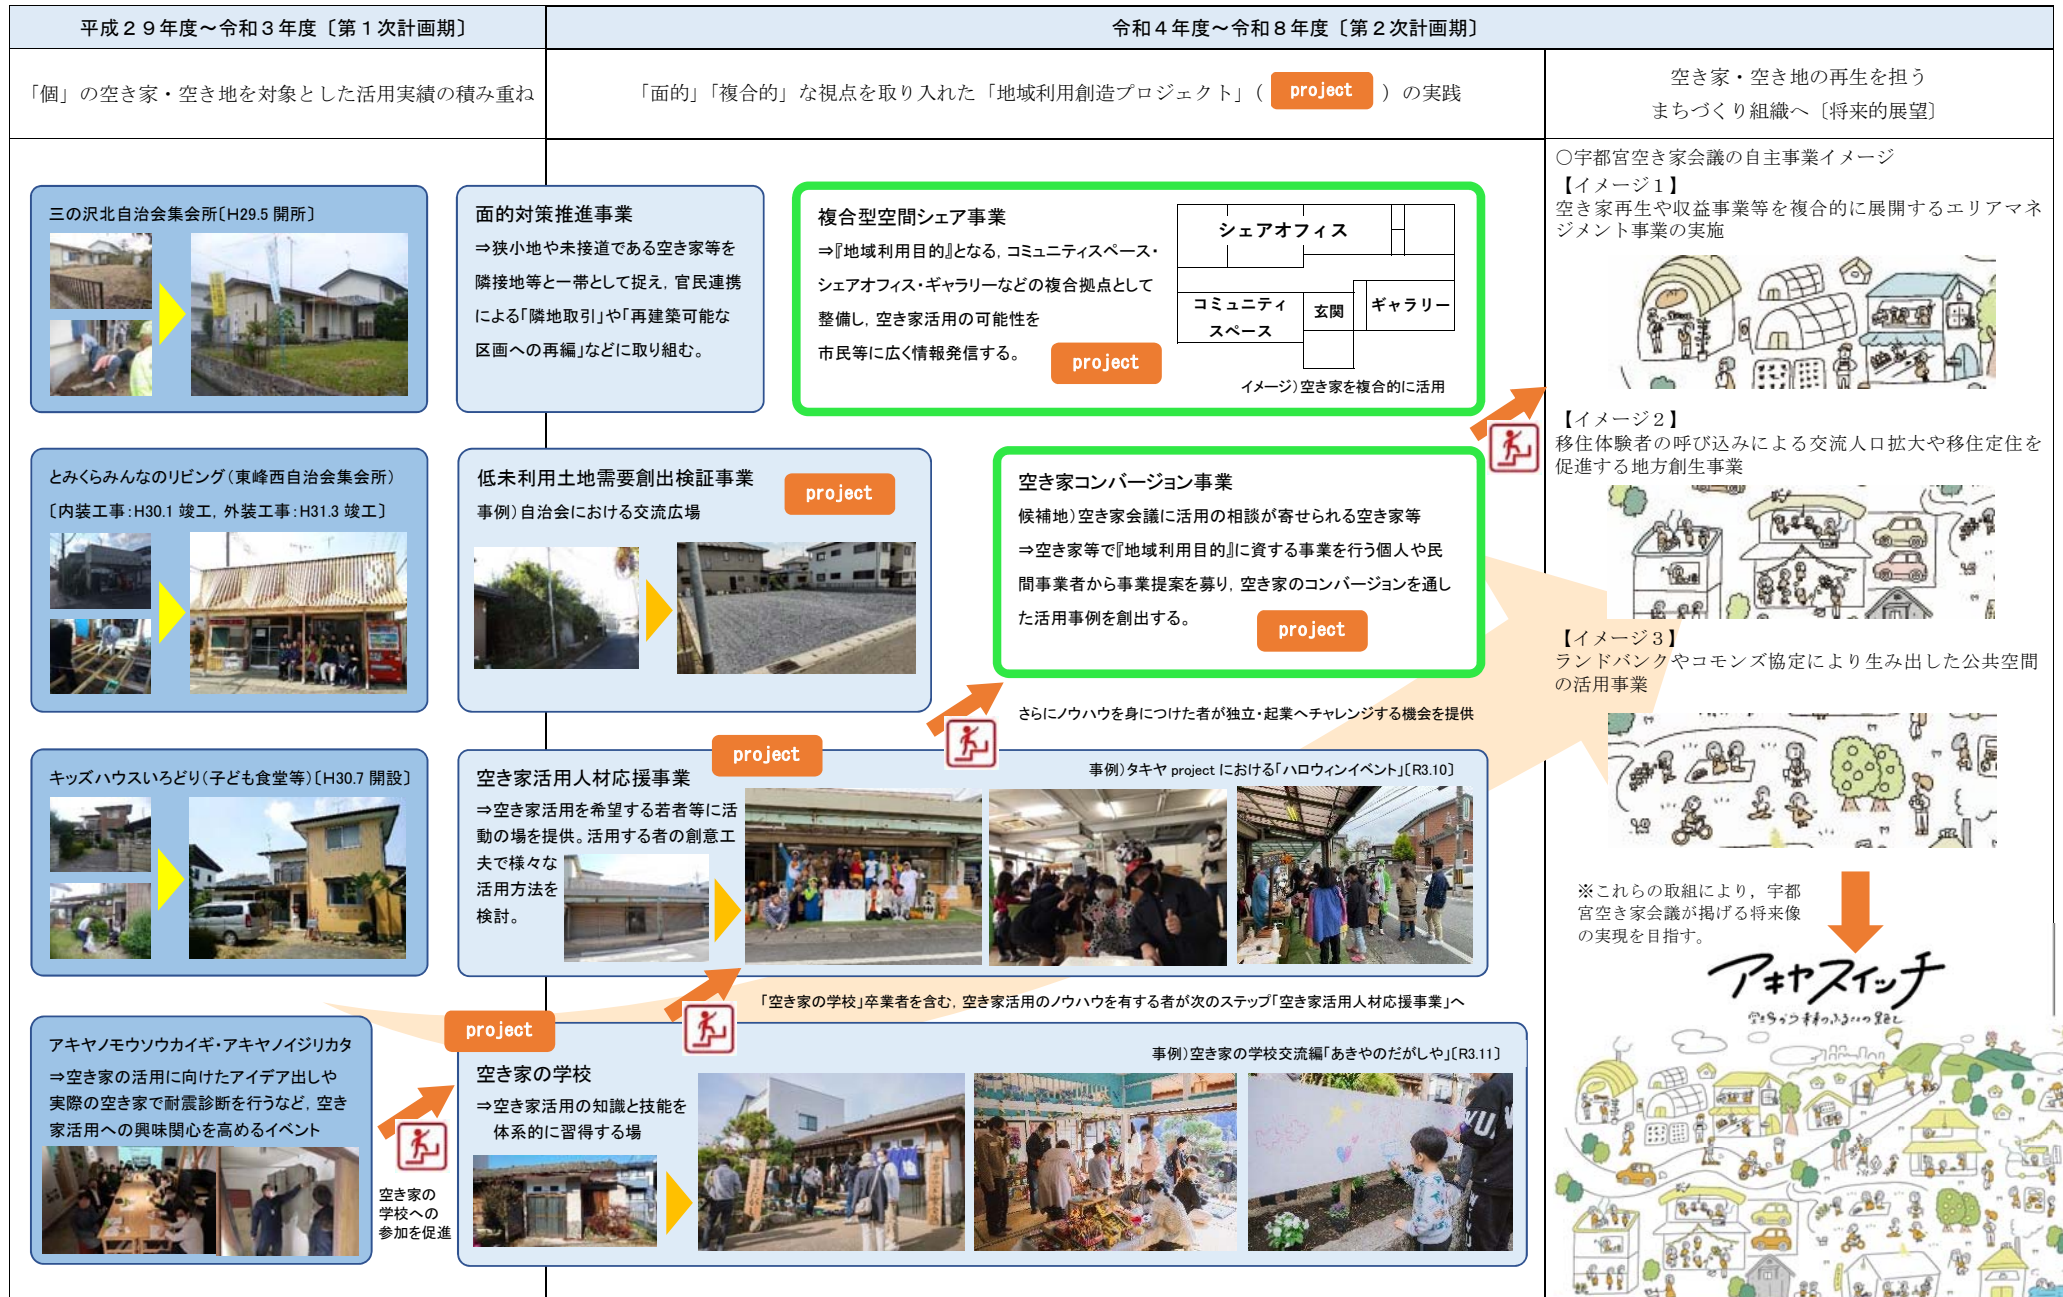 平成２９年度～令和３年度〔第１次計画期〕
令和４年度～令和８年度〔第２次計画期〕
「個」の空き家・空き地を対象とした活用実績の積み重ね
「面的」「複合的」な視点を取り入れた「地域利用創造プロジェクト」（ project ）の実践
空き家・空き地の再生を担う
まちづくり組織へ〔将来的展望〕
三の沢北自治会集会所〔H29.5 開所〕
とみくらみんなのリビング（東峰西自治会集会所）
〔内装工事：H30.1 竣工，外装工事：H31.3 竣工〕
キッズハウスいろどり（子ども食堂等）〔H30.7 開設〕
アキヤノモウソウカイギ・アキヤノイジリカタ
⇒空き家の活用に向けたアイデア出しや
実際の空き家で耐震診断を行うなど，空き
家活用への興味関心を高めるイベント
空き家の
学校への
参加を促進
面的対策推進事業
⇒狭小地や未接道である空き家等を
隣接地等と一帯として捉え，官民連携
による「隣地取引」や「再建築可能な
区画への再編」などに取り組む。
複合型空間シェア事業
⇒『地域利用目的』となる，コミュニティスペース・
シェアオフィス・ギャラリーなどの複合拠点として
整備し，空き家活用の可能性を
市民等に広く情報発信する。
project
シェアオフィス
コミュニティ
スペース
玄関
ギャラリー
イメージ）空き家を複合的に活用
低未利用土地需要創出検証事業
project
事例）自治会における交流広場
空き家コンバージョン事業
候補地）空き家会議に活用の相談が寄せられる空き家等
⇒空き家等で『地域利用目的』に資する事業を行う個人や民
間事業者から事業提案を募り，空き家のコンバージョンを通し
た活用事例を創出する。
project
さらにノウハウを身につけた者が独立・起業へチャレンジする機会を提供
project
空き家活用人材応援事業
事例）タキヤ project における「ハロウィンイベント」〔R3.10〕
⇒空き家活用を希望する若者等に活
動の場を提供。活用する者の創意工
夫で様々な
活用方法を
検討。
「空き家の学校」卒業者を含む，空き家活用のノウハウを有する者が次のステップ「空き家活用人材応援事業」へ
project
空き家の学校
事例）空き家の学校交流編「あきやのだがしや」〔R3.11〕
⇒空き家活用の知識と技能を
体系的に習得する場
○宇都宮空き家会議の自主事業イメージ
【イメージ１】
空き家再生や収益事業等を複合的に展開するエリアマネ
ジメント事業の実施
【イメージ２】
移住体験者の呼び込みによる交流人口拡大や移住定住を
促進する地方創生事業
【イメージ３】
ランドバンクやコモンズ協定により生み出した公共空間
の活用事業
※これらの取組により，宇都
宮空き家会議が掲げる将来像
の実現を目指す。
アキヤスイッチ